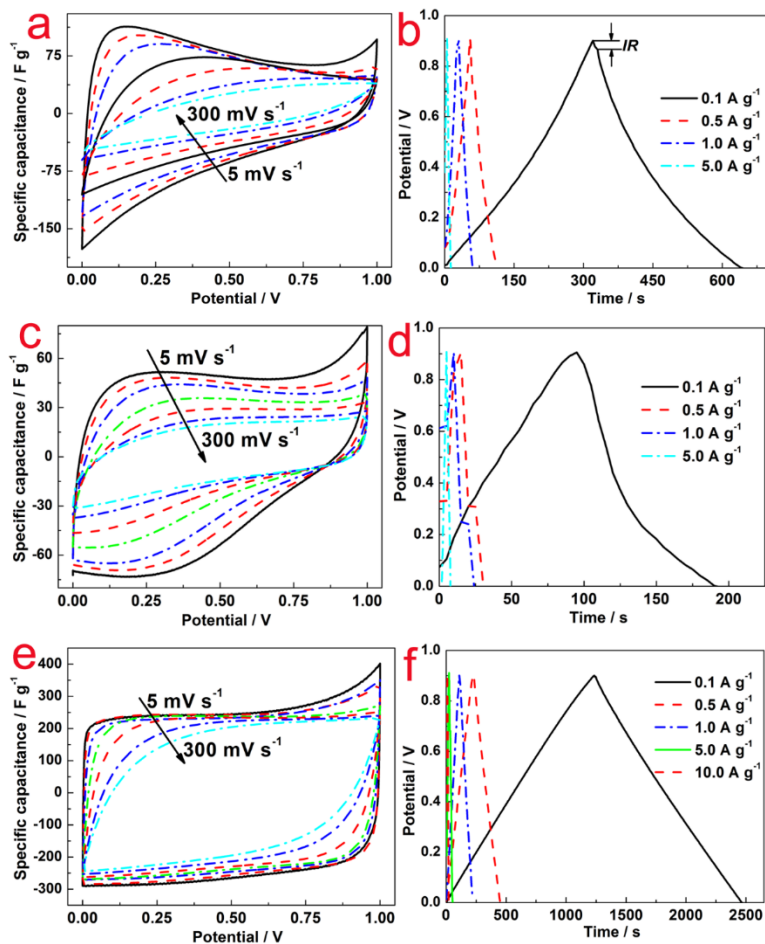 a
Specific capacitance / F g⁻¹
75
0
-75
-150
300 mV s⁻¹
5 mV s⁻¹
0.00 0.25 0.50 0.75 1.00
Potential / V
b
Potential / V
1.0
0.8
0.6
0.4
0.2
0.0
IR
0.1 A g⁻¹
0.5 A g⁻¹
1.0 A g⁻¹
5.0 A g⁻¹
0 150 300 450 600
Time / s
c
Specific capacitance / F g⁻¹
60
30
0
-30
-60
5 mV s⁻¹
300 mV s⁻¹
0.00 0.25 0.50 0.75 1.00
Potential / V
d
Potential / V
1.0
0.8
0.6
0.4
0.2
0.0
0.1 A g⁻¹
0.5 A g⁻¹
1.0 A g⁻¹
5.0 A g⁻¹
0 50 100 150 200
Time / s
e
Specific capacitance / F g⁻¹
400
300
200
100
0
-100
-200
-300
5 mV s⁻¹
300 mV s⁻¹
0.00 0.25 0.50 0.75 1.00
Potential / V
f
Potential / V
1.0
0.8
0.6
0.4
0.2
0.0
0.1 A g⁻¹
0.5 A g⁻¹
1.0 A g⁻¹
5.0 A g⁻¹
10.0 A g⁻¹
0 500 1000 1500 2000 2500
Time / s